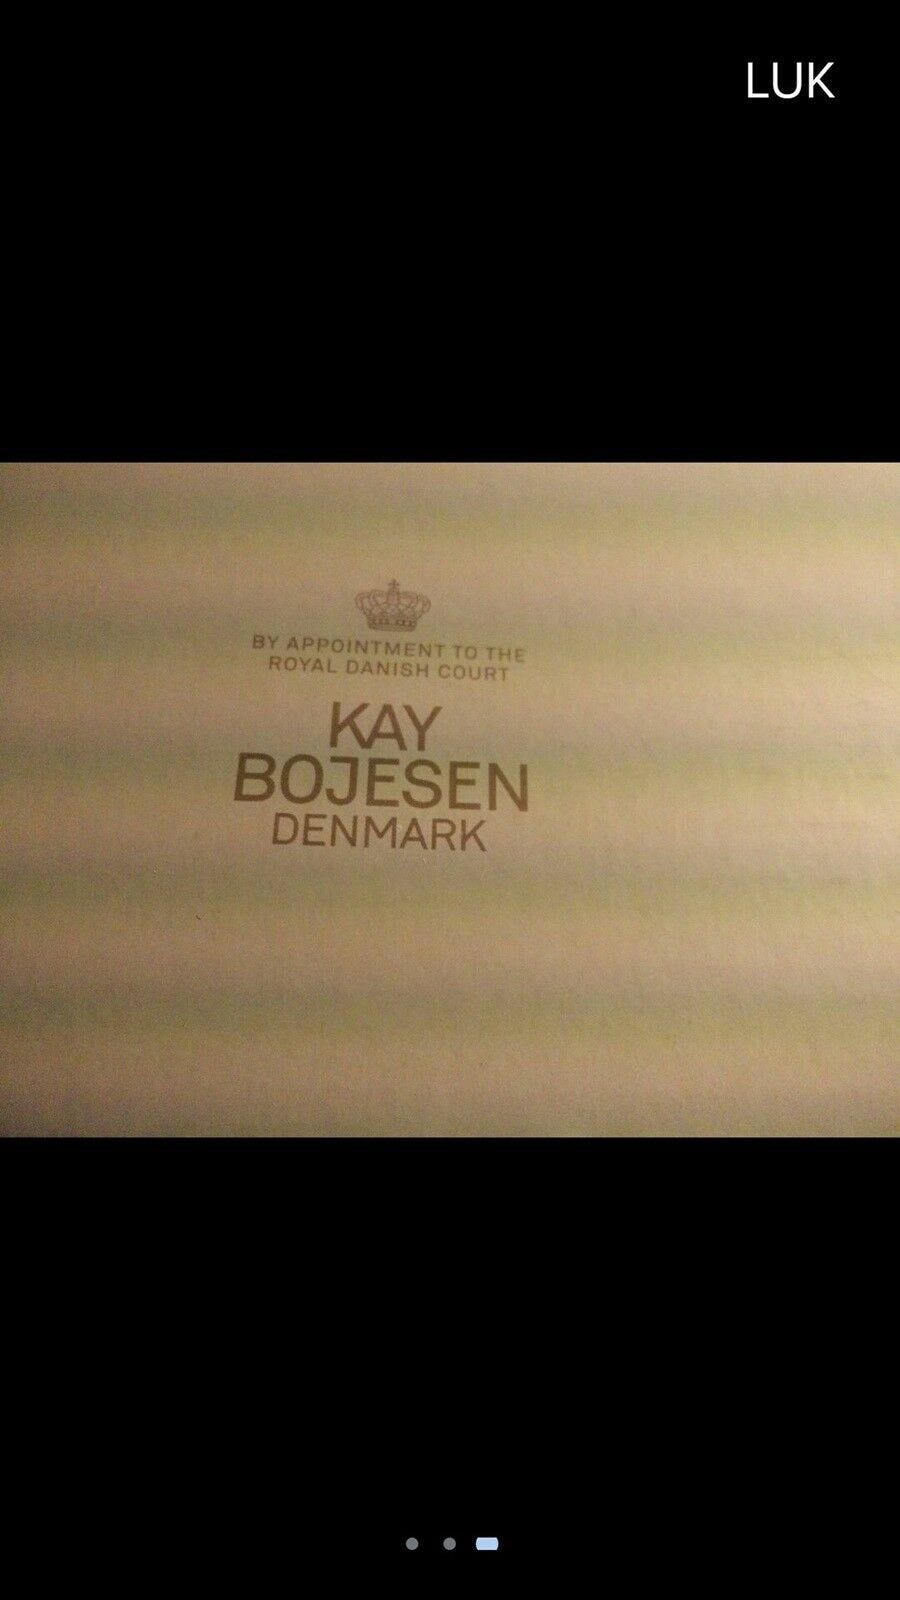 LUK
BY APPOINTMENT TO THE
ROYAL DANISH COURT
KAY
BOJESEN
DENMARK